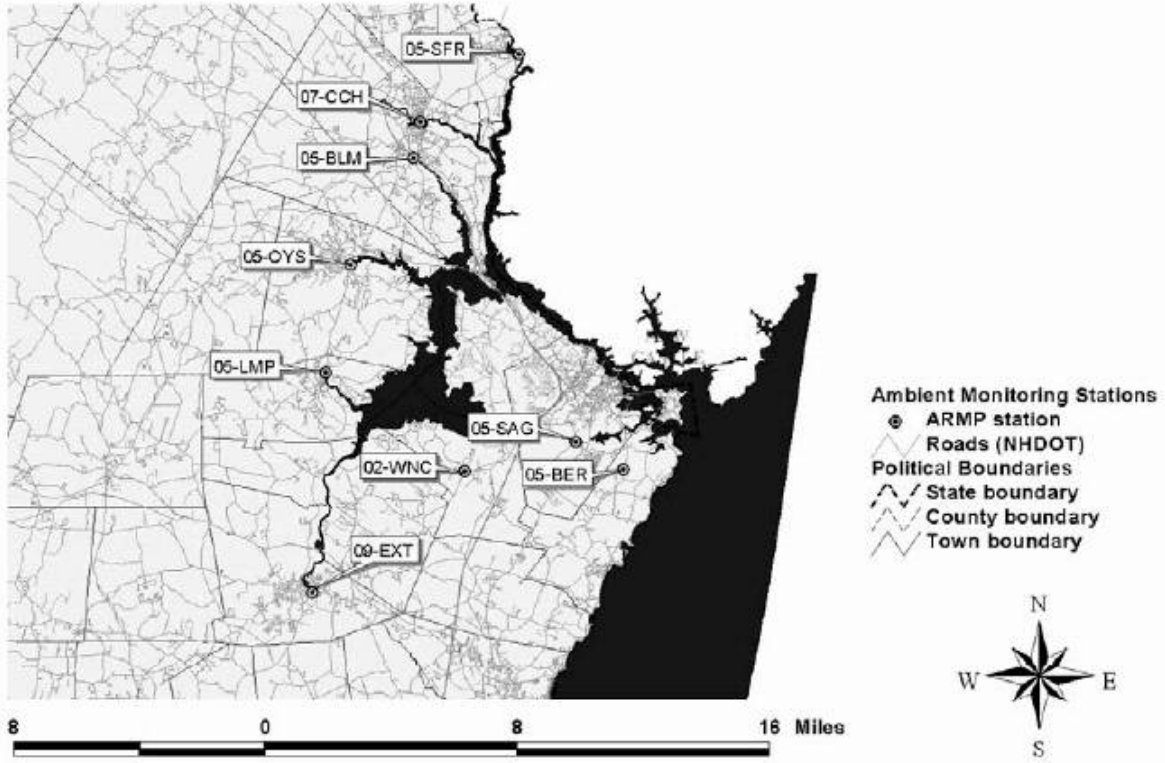 05-SFR
07-CCH
05-BLM
05-OYS
05-LMP
05-SAG
02-WNC
05-BER
09-EXT
Ambient Monitoring Stations
ARMP station
Roads (NHDOT)
Political Boundaries
State boundary
County boundary
Town boundary
N
W
E
S
8
0
8
16 Miles